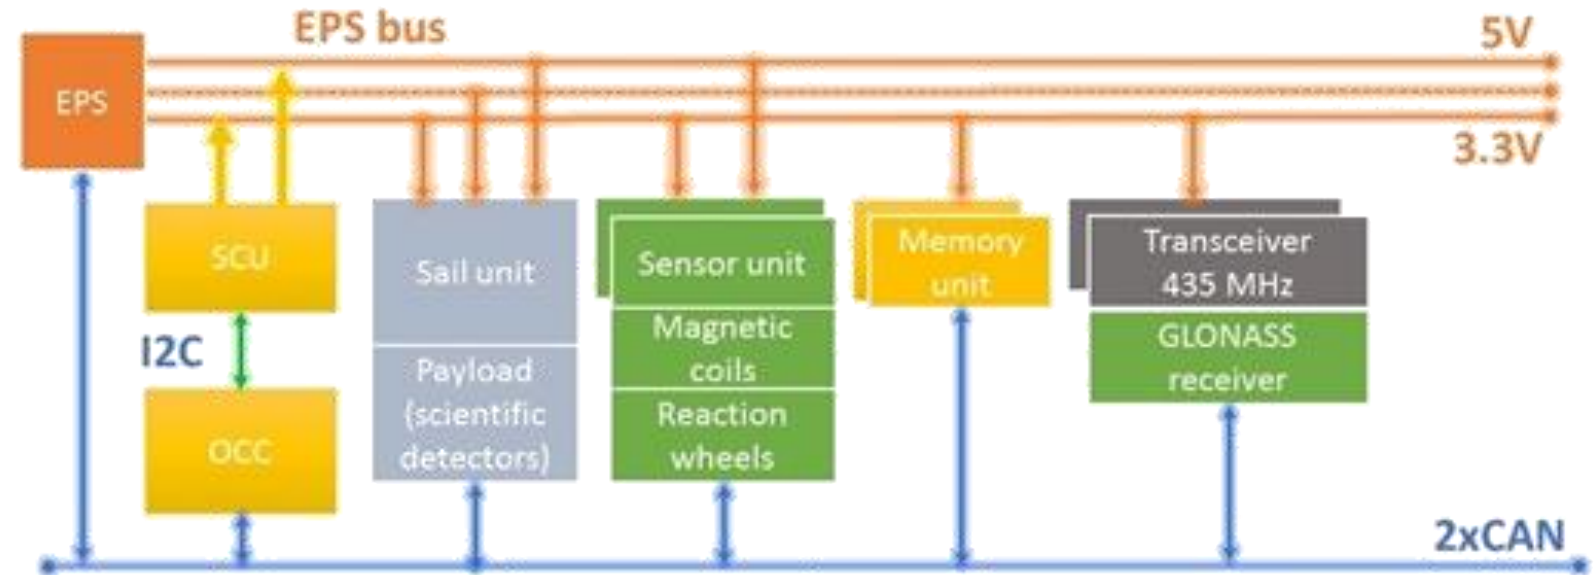 EPS bus
5V
EPS
3.3V
SCU
Sail unit
Sensor unit
Memory
unit
Transceiver
435 MHz
I2C
Magnetic
coils
GLONASS
receiver
Payload
(scientific
detectors)
Reaction
wheels
OCC
2xCAN